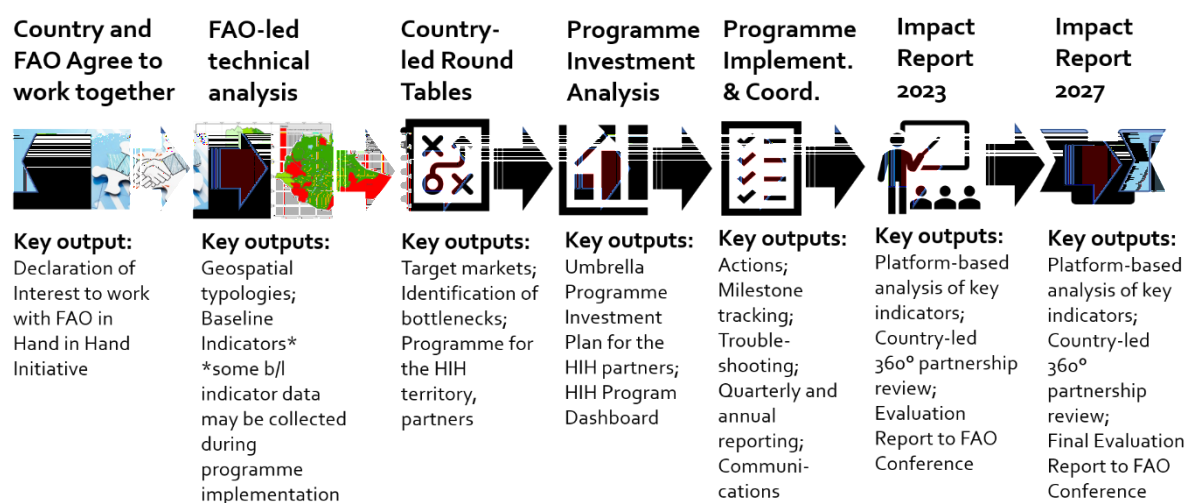 Country and
FAO Agree to
work together
FAO-led
technical
analysis
Country-
led Round
Tables
Programme
Investment
Analysis
Programme
Implement.
& Coord.
Impact
Report
2023
Impact
Report
2027
Key output:
Declaration of
Interest to work
with FAO in
Hand in Hand
Initiative
Key outputs:
Geospatial
typologies;
Baseline
Indicators*
*some b/l
indicator data
may be collected
during
programme
implementation
Key outputs:
Target markets;
Identification of
bottlenecks;
Programme for
the HIH
territory,
partners
Key outputs:
Umbrella
Programme
Investment
Plan for the
HIH partners;
HIH Program
Dashboard
Key outputs:
Actions;
Milestone
tracking;
Trouble-
shooting;
Quarterly and
annual
reporting;
Communi-
cations
Key outputs:
Platform-based
analysis of key
indicators;
Country-led
360° partnership
review;
Evaluation
Report to FAO
Conference
Key outputs:
Platform-based
analysis of key
indicators;
Country-led
360°
partnership
review;
Final Evaluation
Report to FAO
Conference